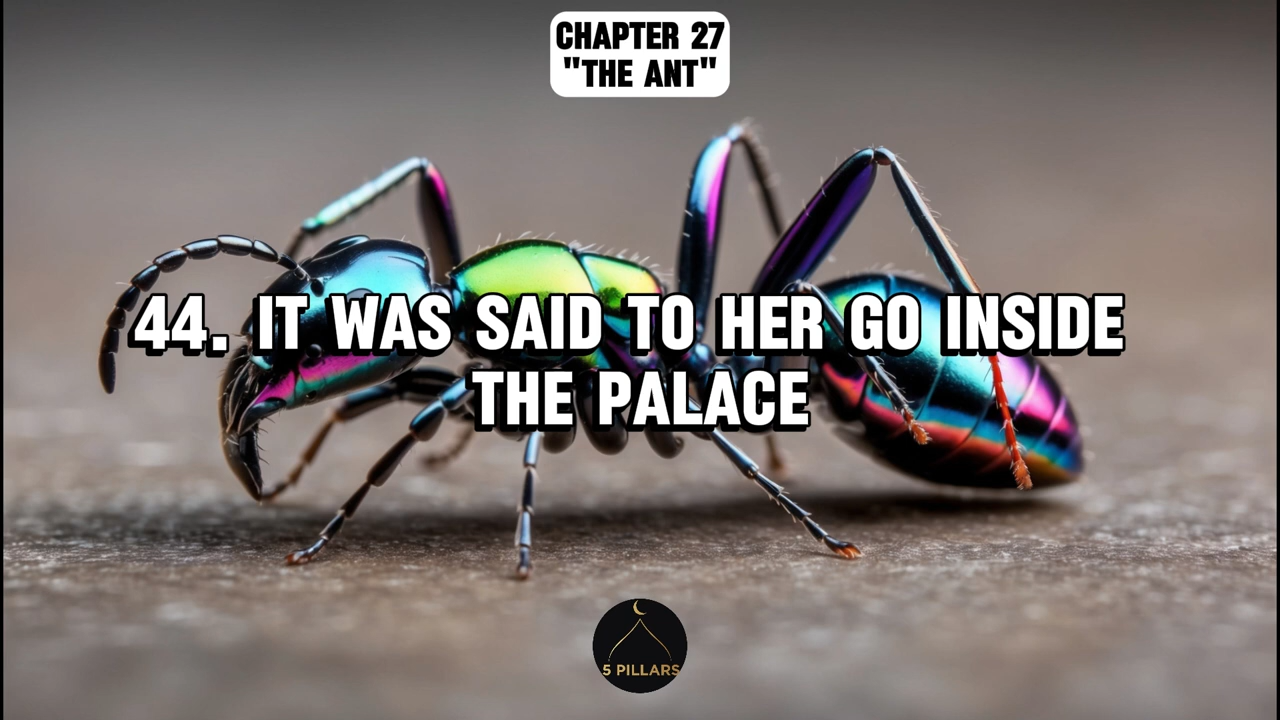 CHAPTER 27
"THE ANT"
44. IT WAS SAID TO HER GO INSIDE
THE PALACE
5 PILLARS